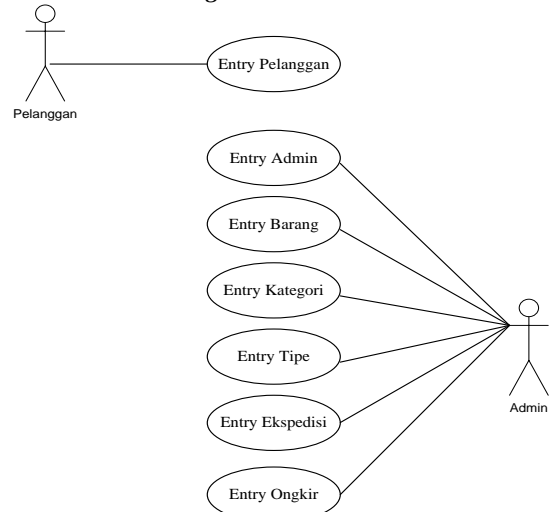 Entry Pelanggan
Pelanggan
Entry Admin
Entry Barang
Entry Kategori
Entry Tipe
Admin
Entry Ekspedisi
Entry Ongkir